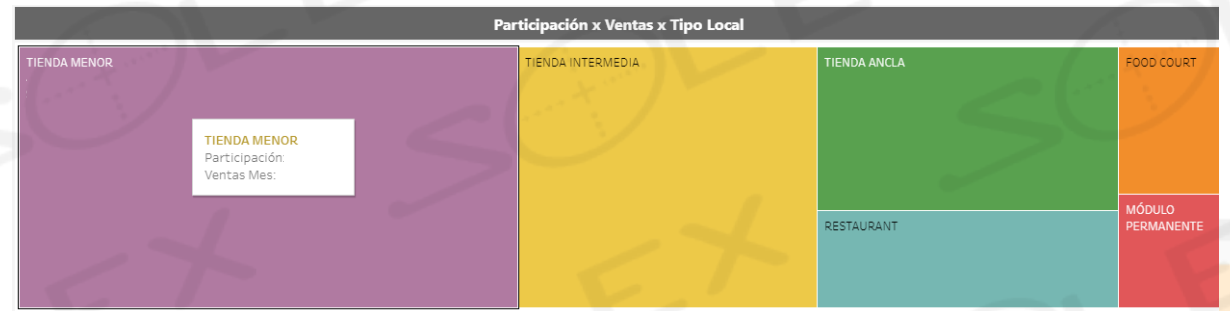 Participación x Ventas x Tipo Local
TIENDA MENOR
TIENDA INTERMEDIA
TIENDA ANCLA
FOOD COURT
TIENDA MENOR
Participación:
Ventas Mes:
RESTAURANT
MÓDULO
PERMANENTE